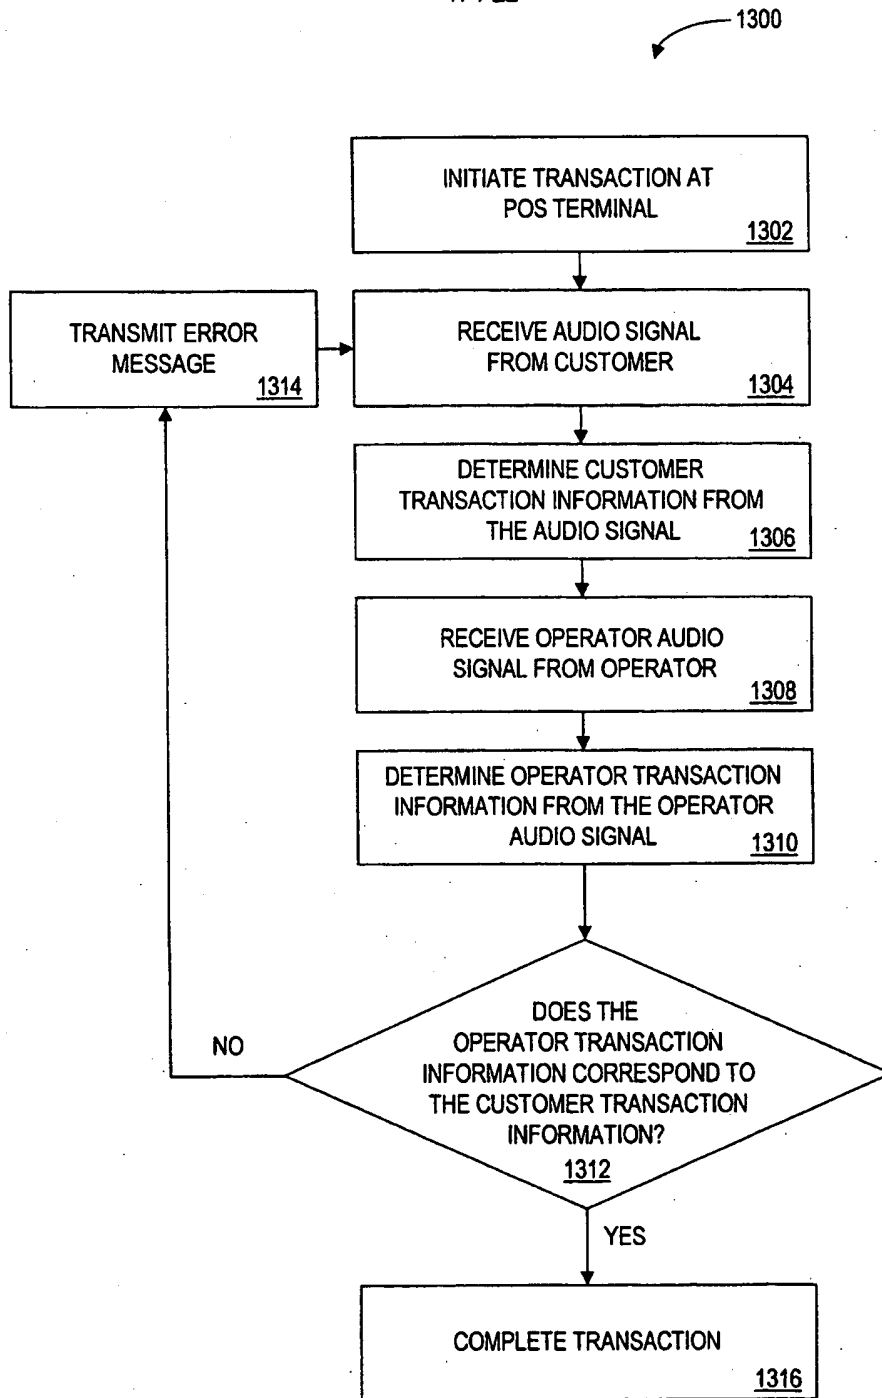 1300
INITIATE TRANSACTION AT
POS TERMINAL
1302
TRANSMIT ERROR
MESSAGE
1314
RECEIVE AUDIO SIGNAL
FROM CUSTOMER
1304
DETERMINE CUSTOMER
TRANSACTION INFORMATION FROM
THE AUDIO SIGNAL
1306
RECEIVE OPERATOR AUDIO
SIGNAL FROM OPERATOR
1308
DETERMINE OPERATOR TRANSACTION
INFORMATION FROM THE OPERATOR
AUDIO SIGNAL
1310
DOES THE
OPERATOR TRANSACTION
INFORMATION CORRESPOND TO
THE CUSTOMER TRANSACTION
INFORMATION?
1312
NO
YES
COMPLETE TRANSACTION
1316